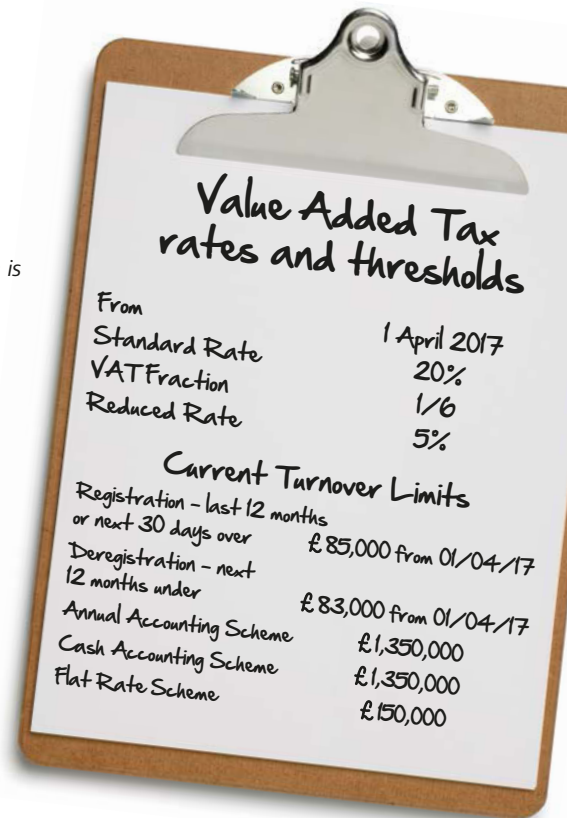 is
Value Added Tax
rates and thresholds
From 1 April 2017
Standard Rate 20%
VAT Fraction 1/6
Reduced Rate 5%
Current Turnover Limits
Registration – last 12 months
or next 30 days over £85,000 from 01/04/17
Deregistration – next
12 months under £83,000 from 01/04/17
Annual Accounting Scheme £1,350,000
Cash Accounting Scheme £1,350,000
Flat Rate Scheme £150,000